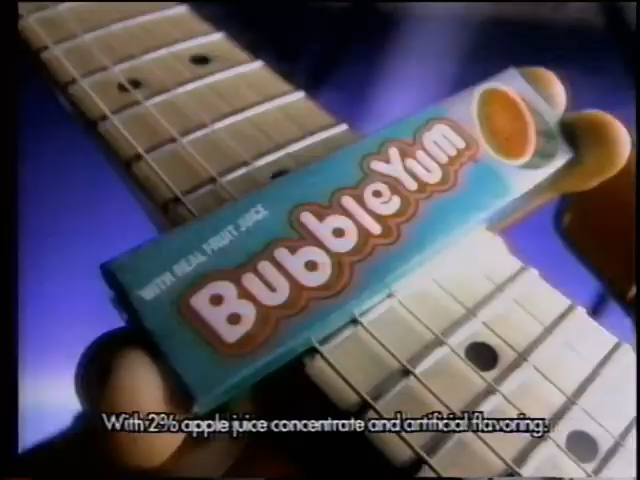 WITH REAL FRUIT JUICE
BubbleYum
With 2% apple juice concentrate and artificial flavoring.